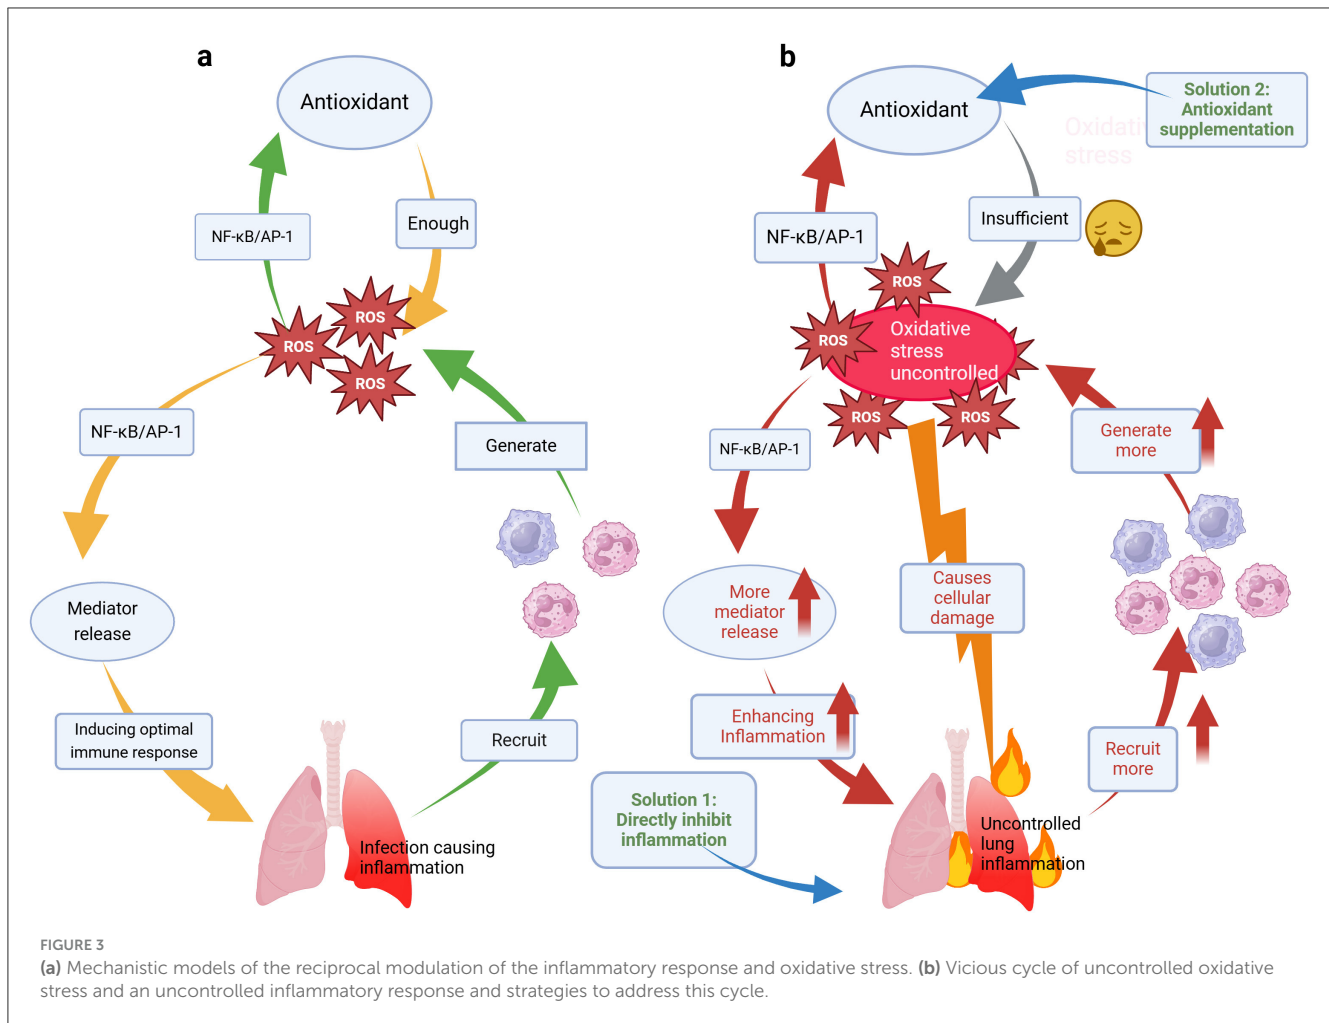 a
Antioxidant
NF-κB/AP-1
Enough
ROS
ROS
ROS
NF-κB/AP-1
Generate
Mediator
release
Inducing optimal
immune response
Recruit
Infection causing
inflammation
b
Antioxidant
Solution 2:
Antioxidant
supplementation
Oxidativ
stress
NF-κB/AP-1
Insufficient
ROS
ROS
Oxidative
stress
uncontrolled
ROS
ROS
NF-κB/AP-1
Generate
more
More
mediator
release
Causes
cellular
damage
Enhancing
Inflammation
Recruit
more
Solution 1:
Directly inhibit
inflammation
Uncontrolled
lung
inflammation
FIGURE 3
(a) Mechanistic models of the reciprocal modulation of the inflammatory response and oxidative stress. (b) Vicious cycle of uncontrolled oxidative
stress and an uncontrolled inflammatory response and strategies to address this cycle.